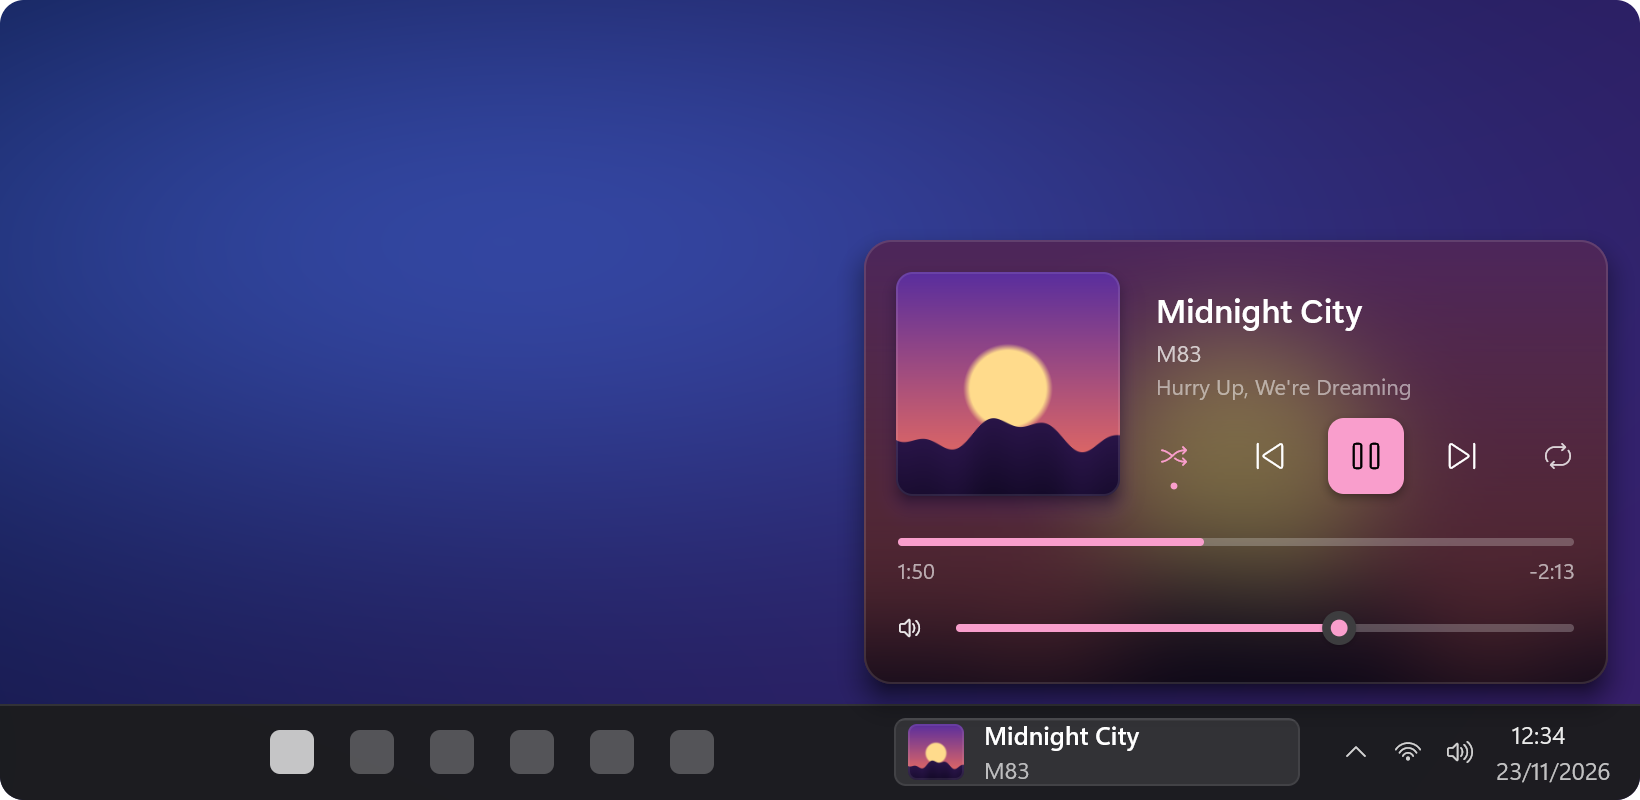 Midnight City
M83
Hurry Up, We're Dreaming
1:50
-2:13
Midnight City
M83
12:34
23/11/2026